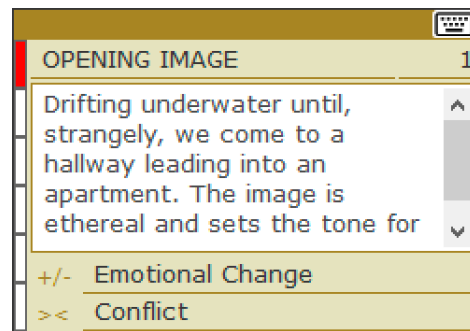 OPENING IMAGE 1
Drifting underwater until,
strangely, we come to a
hallway leading into an
apartment. The image is
ethereal and sets the tone for
+/- Emotional Change
>< Conflict